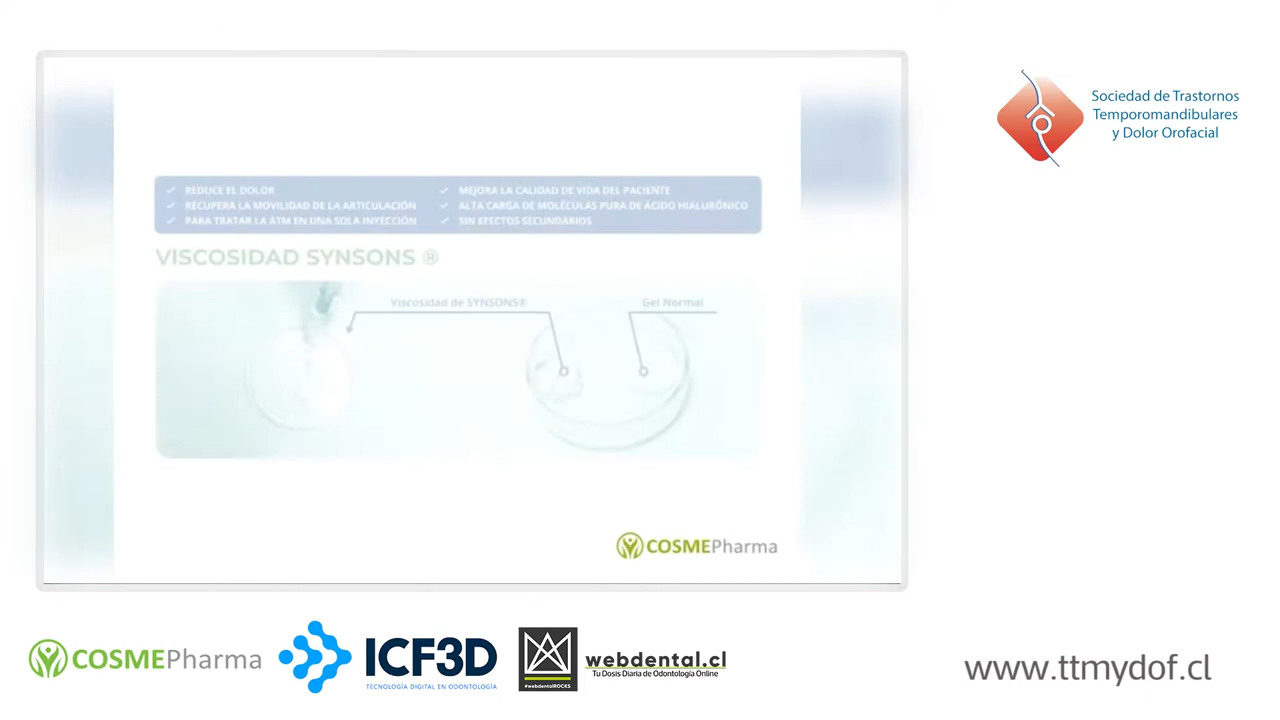 Sociedad de Trastornos
Temporomandibulares
y Dolor Orofacial
REDUCE EL DOLOR
RECUPERA LA MOVILIDAD DE LA ARTICULACIÓN
PARA TRATAR LA ATM EN UNA SOLA INYECCIÓN
MEJORA LA CALIDAD DE VIDA DEL PACIENTE
ALTA CARGA DE MOLÉCULAS PURA DE ÁCIDO HIALURÓNICO
SIN EFECTOS SECUNDARIOS
VISCOSIDAD SYNSONS ®
Viscosidad de SYNSONS®
Gel Normal
COSMEPharma
COSMEPharma
ICF3D
TECNOLOGÍA DIGITAL EN ODONTOLOGÍA
#webdentalROCKS
webdental.cl
Tu Dosis Diaria de Odontología Online
www.ttmydof.cl